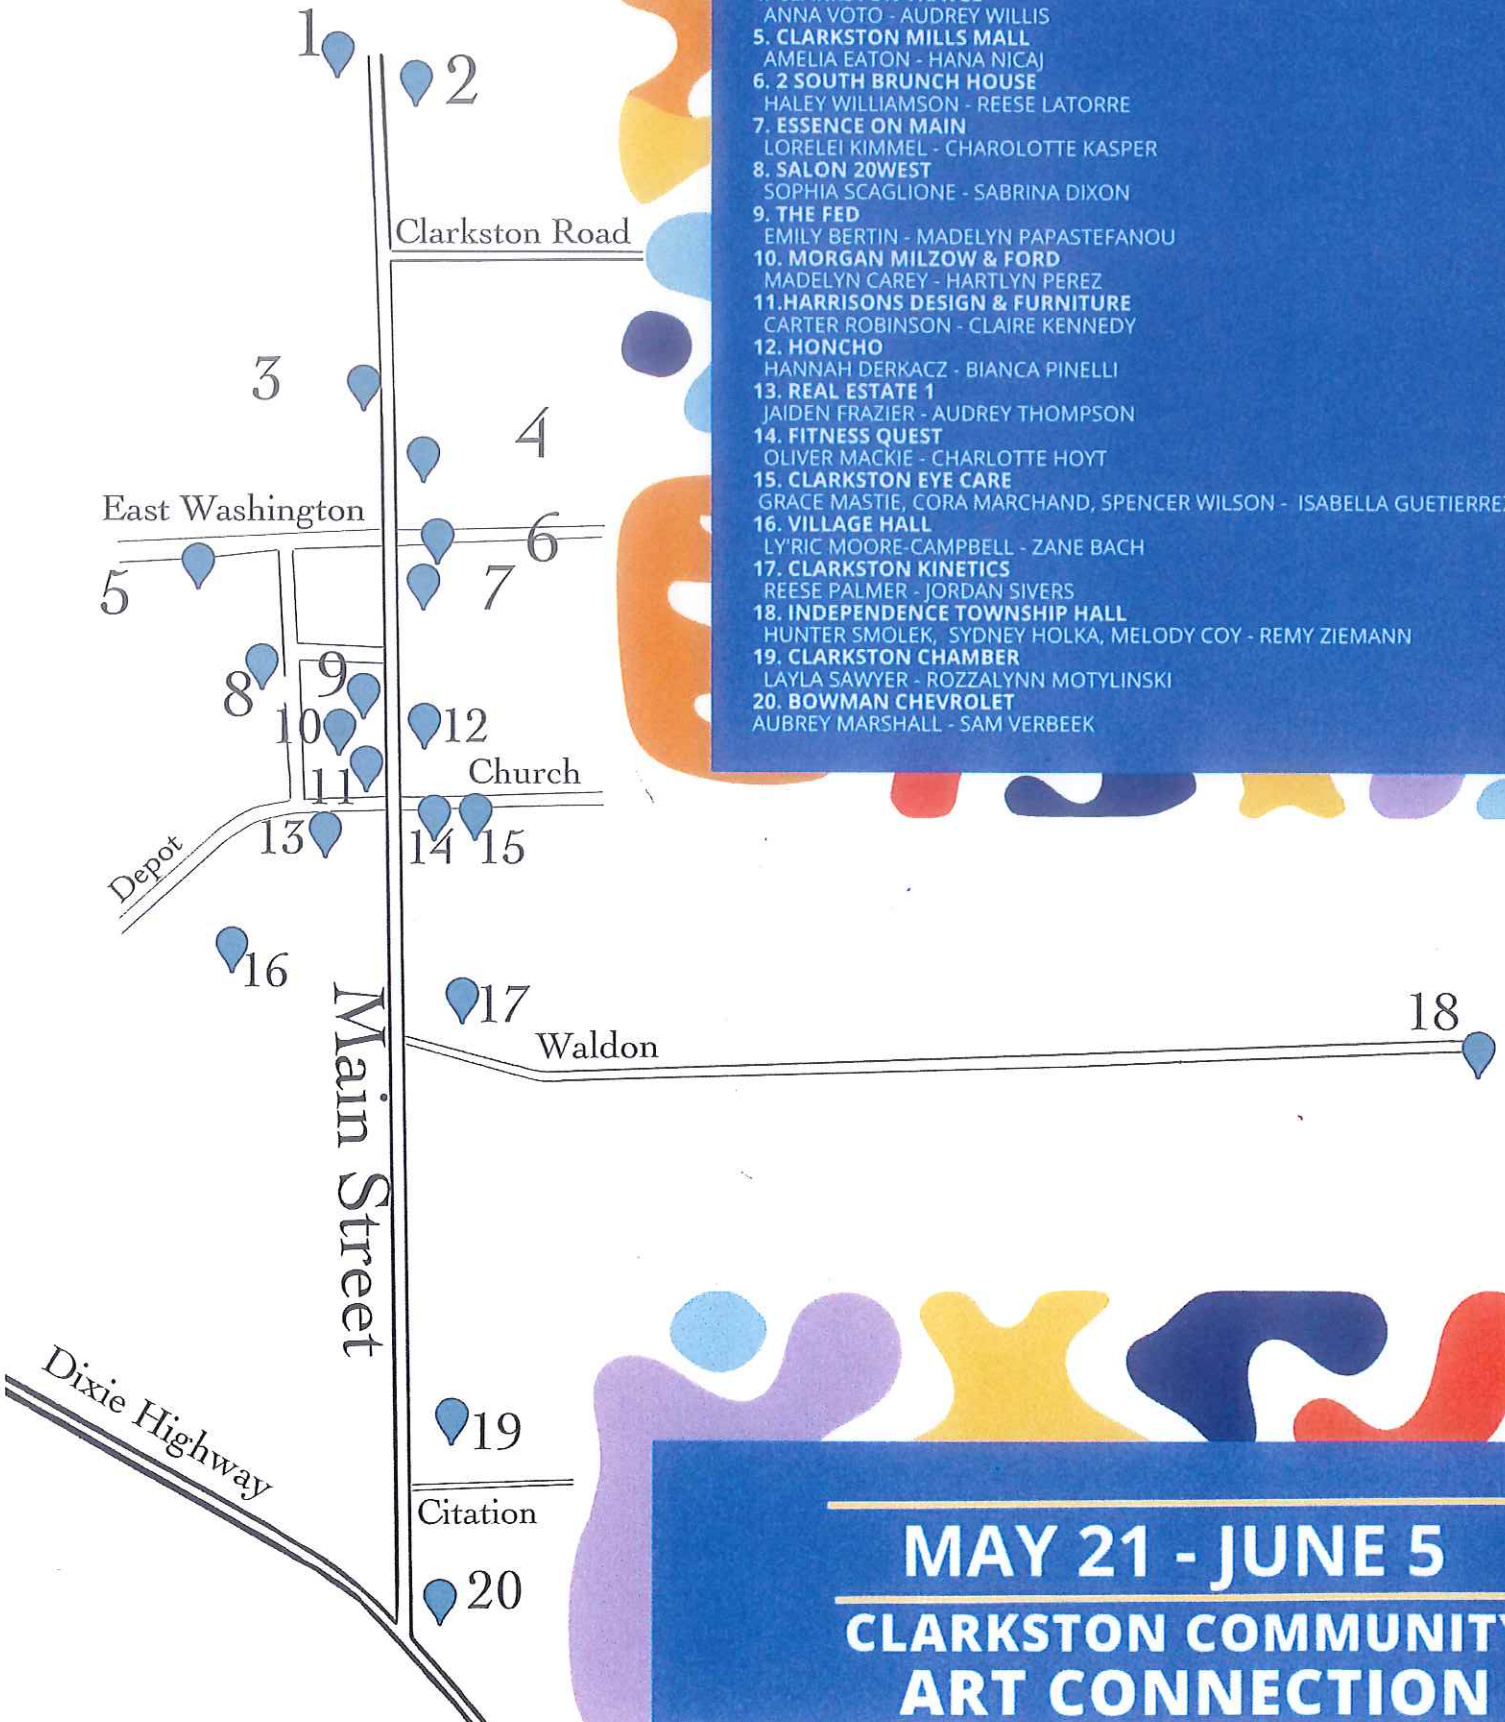 ANNA VOTO - AUDREY WILLIS
5. CLARKSTON MILLS MALL
AMELIA EATON - HANA NICAJ
6. 2 SOUTH BRUNCH HOUSE
HALEY WILLIAMSON - REESE LATORRE
7. ESSENCE ON MAIN
LORELEI KIMMEL - CHAROLOTTE KASPER
8. SALON 20WEST
SOPHIA SCAGLIONE - SABRINA DIXON
9. THE FED
EMILY BERTIN - MADELYN PAPASTEFANOU
10. MORGAN MILZOW & FORD
MADELYN CAREY - HARTLYN PEREZ
11.HARRISONS DESIGN & FURNITURE
CARTER ROBINSON - CLAIRE KENNEDY
12. HONCHO
HANNAH DERKACZ - BIANCA PINELLI
13. REAL ESTATE 1
JAIDEN FRAZIER - AUDREY THOMPSON
14. FITNESS QUEST
OLIVER MACKIE - CHARLOTTE HOYT
15. CLARKSTON EYE CARE
GRACE MASTIE, CORA MARCHAND, SPENCER WILSON - ISABELLA GUETIERREZ
16. VILLAGE HALL
LY'RIC MOORE-CAMPBELL - ZANE BACH
17. CLARKSTON KINETICS
REESE PALMER - JORDAN SIVERS
18. INDEPENDENCE TOWNSHIP HALL
HUNTER SMOLEK, SYDNEY HOLKA, MELODY COY - REMY ZIEMANN
19. CLARKSTON CHAMBER
LAYLA SAWYER - ROZZALYNN MOTYLINSKI
20. BOWMAN CHEVROLET
AUBREY MARSHALL - SAM VERBEEK
1
2
Clarkston Road
3
4
East Washington
6
5
7
8
9
10
12
11
Church
13
14
15
Depot
16
17
Main Street
Waldon
18
Dixie Highway
19
Citation
20
MAY 21 - JUNE 5
CLARKSTON COMMUNITY
ART CONNECTION